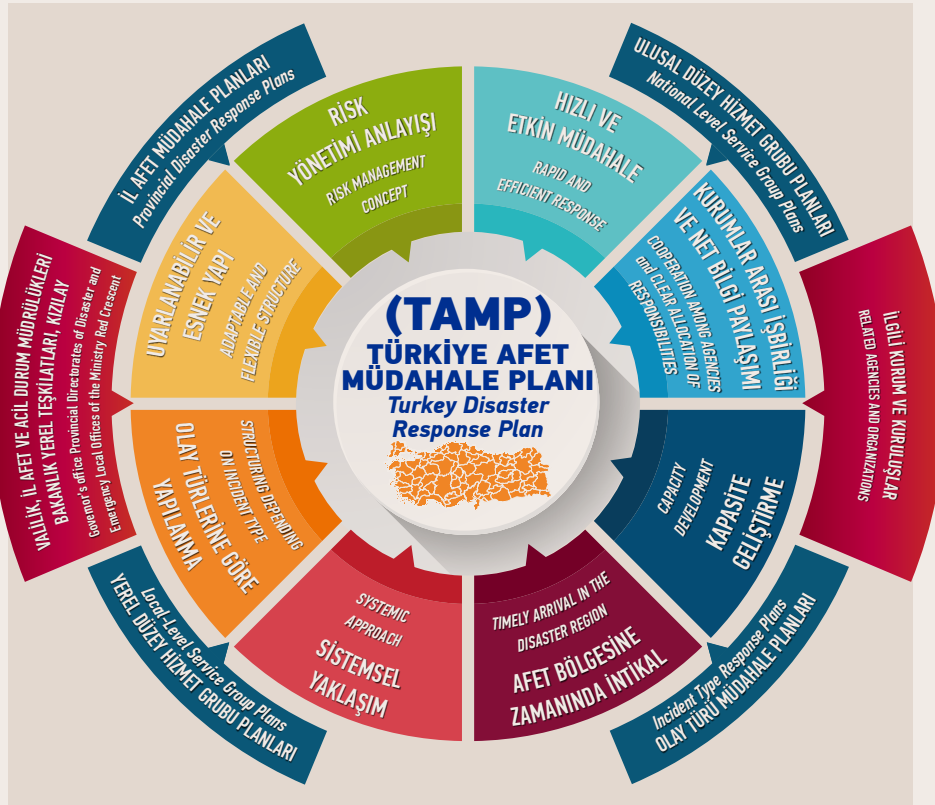 (TAMP)
TÜRKİYE AFET
MÜDAHALE PLANI
Turkey Disaster
Response Plan
RİSK
YÖNETİMİ ANLAYIŞI
RISK MANAGEMENT
CONCEPT
HIZLI VE
ETKİN MÜDAHALE
RAPID AND
EFFICIENT RESPONSE
KURUMLAR ARASI İŞBİRLİĞİ
VE NET BİLGİ PAYLAŞIMI
COOPERATION AMONG AGENCIES
and CLEAR ALLOCATION OF
RESPONSIBILITIES
CAPACITY
DEVELOPMENT
KAPASİTE
GELİŞTİRME
TIMELY ARRIVAL IN THE
DISASTER REGION
AFET BÖLGESİNE
ZAMANINDA İNTİKAL
SYSTEMIC
APPROACH
SİSTEMSEL
YAKLAŞIM
STRUCTURING DEPENDING
ON INCIDENT TYPE
OLAY TÜRLERİNE GÖRE
YAPILANMA
UYARLANABİLİR VE
ESNEK YAPI
ADAPTABLE AND
FLEXIBLE STRUCTURE
İL AFET MÜDAHALE PLANLARI
Provincial Disaster Response Plans
ULUSAL DÜZEY HİZMET GRUBU PLANLARI
National Level Service Group Plans
İLGİLİ KURUM VE KURULUŞLAR
RELATED AGENCIES AND ORGANIZATIONS
Incident Type Response Plans
OLAY TÜRÜ MÜDAHALE PLANLARI
Local-Level Service Group Plans
YEREL DÜZEY HİZMET GRUBU PLANLARI
VALİLİK, İL AFET VE ACİL DURUM MÜDRÜLÜKLERİ
BAKANLIK YEREL TEŞKİLATLARI, KIZILAY
Governor's office Provincial Directorates of Disaster and
Emergency Local Offices of the Ministry Red Crescent